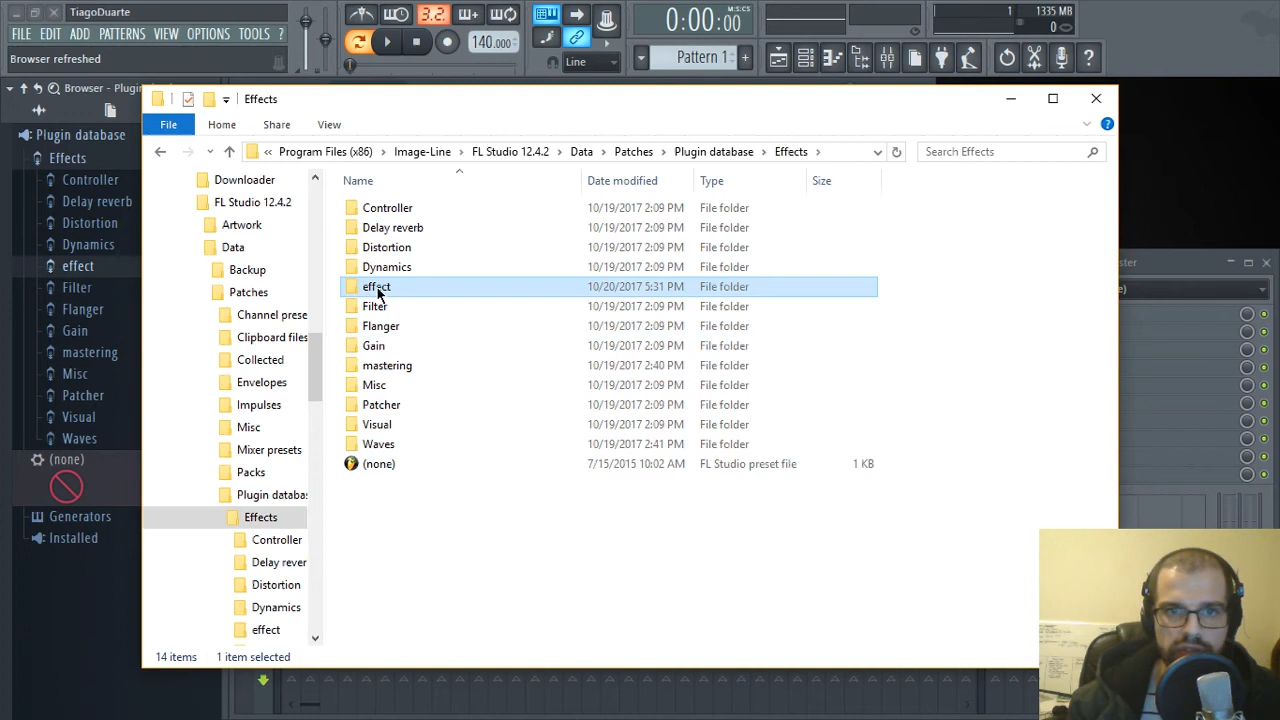 TiagoDuarte
FILE EDIT ADD PATTERNS VIEW OPTIONS TOOLS ?
Browser refreshed
3.2
140.000
0:00:00
M:S:CS
Line
Pattern 1
1
1335 MB
0
Browser - Plugin
Plugin database
Effects
Controller
Delay reverb
Distortion
Dynamics
effect
Filter
Flanger
Gain
mastering
Misc
Patcher
Visual
Waves
(none)
Generators
Installed
Effects
File Home Share View
« Program Files (x86) Image-Line FL Studio 12.4.2 Data Patches Plugin database Effects
Search Effects
Downloader
FL Studio 12.4.2
Artwork
Data
Backup
Patches
Channel prese
Clipboard files
Collected
Envelopes
Impulses
Misc
Mixer presets
Packs
Plugin databa
Effects
Controller
Delay rever
Distortion
Dynamics
effect
Name Date modified Type Size
Controller 10/19/2017 2:09 PM File folder
Delay reverb 10/19/2017 2:09 PM File folder
Distortion 10/19/2017 2:09 PM File folder
Dynamics 10/19/2017 2:09 PM File folder
effect 10/20/2017 5:31 PM File folder
Filter 10/19/2017 2:09 PM File folder
Flanger 10/19/2017 2:09 PM File folder
Gain 10/19/2017 2:09 PM File folder
mastering 10/19/2017 2:40 PM File folder
Misc 10/19/2017 2:09 PM File folder
Patcher 10/19/2017 2:09 PM File folder
Visual 10/19/2017 2:09 PM File folder
Waves 10/19/2017 2:41 PM File folder
(none) 7/15/2015 10:02 AM FL Studio preset file 1 KB
14 items 1 item selected
ster